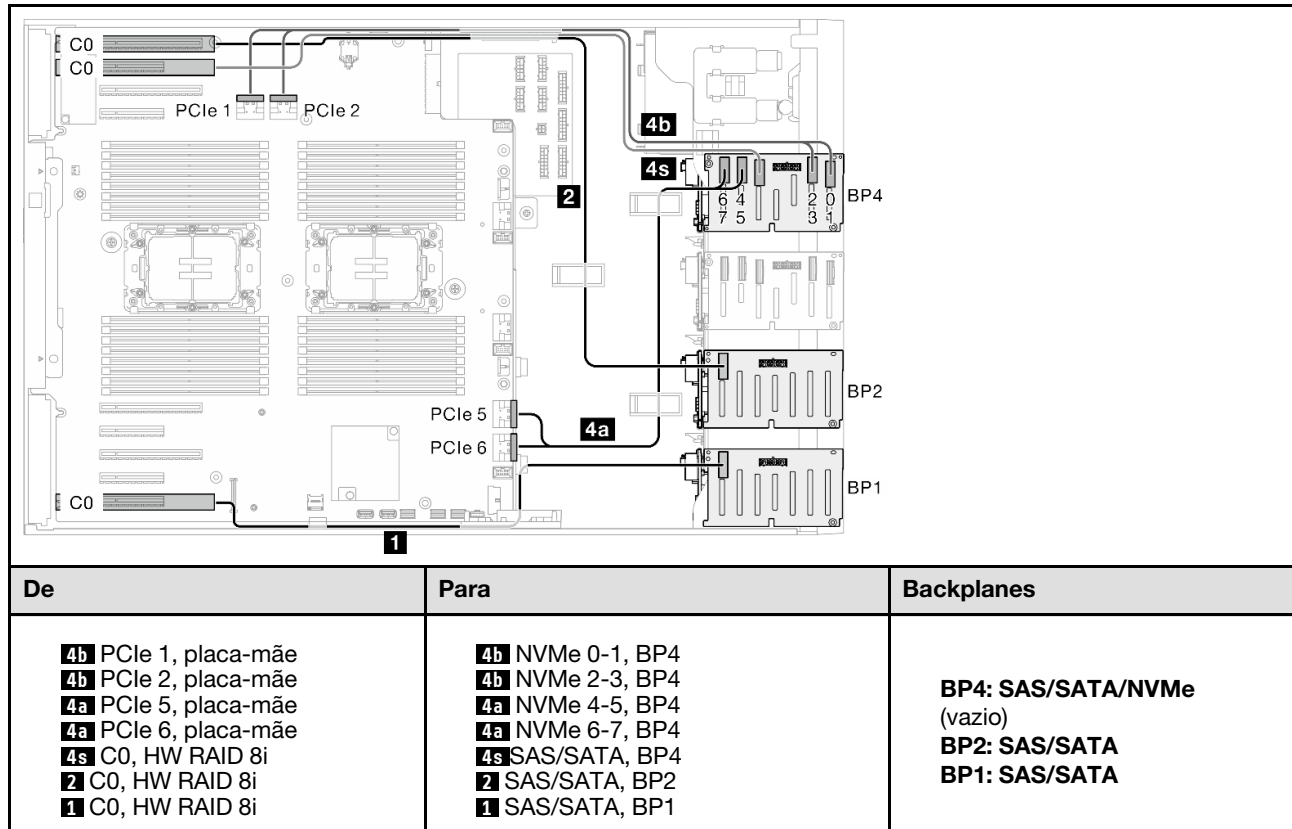 C0
C0
PCIe 1
PCIe 2
4b
4s
2
6 4 2 0
7 5 3 1
BP4
BP2
PCIe 5
4a
PCIe 6
BP1
C0
1
De
Para
Backplanes
4b PCIe 1, placa-mãe
4b PCIe 2, placa-mãe
4a PCIe 5, placa-mãe
4a PCIe 6, placa-mãe
4s C0, HW RAID 8i
2 C0, HW RAID 8i
1 C0, HW RAID 8i
4b NVMe 0-1, BP4
4b NVMe 2-3, BP4
4a NVMe 4-5, BP4
4a NVMe 6-7, BP4
4s SAS/SATA, BP4
2 SAS/SATA, BP2
1 SAS/SATA, BP1
BP4: SAS/SATA/NVMe
(vazio)
BP2: SAS/SATA
BP1: SAS/SATA